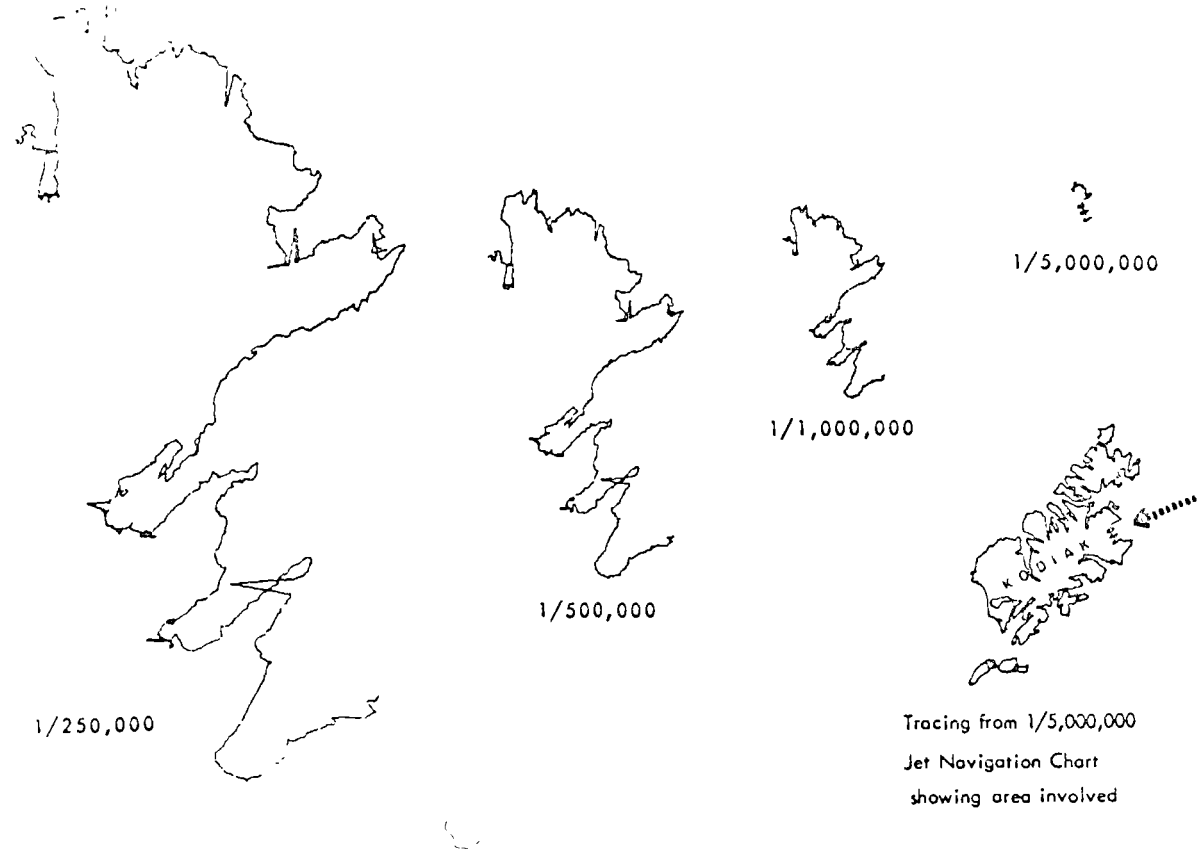 1/5,000,000
1/1,000,000
KODIAK
1/500,000
1/250,000
Tracing from 1/5,000,000
Jet Navigation Chart
showing area involved